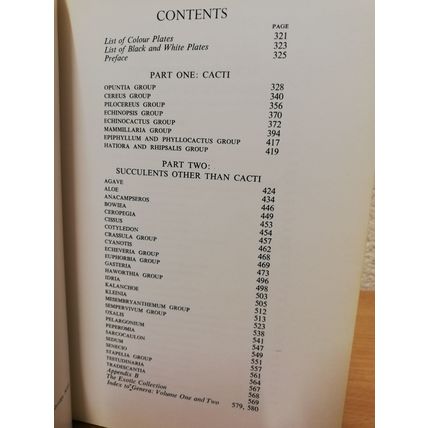 CONTENTS
PAGE
List of Colour Plates 321
List of Black and White Plates 323
Preface 325
PART ONE: CACTI
OPUNTIA GROUP 328
CEREUS GROUP 340
PILOCEREUS GROUP 356
ECHINOPSIS GROUP 370
ECHINOCACTUS GROUP 372
MAMMILLARIA GROUP 394
EPIPHYLLUM AND PHYLLOCACTUS GROUP 417
HATIORA AND RHIPSALIS GROUP 419
PART TWO:
SUCCULENTS OTHER THAN CACTI
AGAVE 424
ALOE 434
ANACAMPSEROS 446
BOWIEA 449
CEROPEGIA 453
CISSUS 454
COTYLEDON 457
CRASSULA GROUP 462
CYANOTIS 468
ECHEVERIA GROUP 469
EUPHORBIA GROUP 473
GASTERIA 496
HAWORTHIA GROUP 498
IDRIA 503
KALANCHOE 505
KLEINIA 512
MESEMBRYANTHEMUM GROUP 513
SEMPERVIVUM GROUP 523
OXALIS 538
PELARGONIUM 541
PEPEROMIA 547
SARCOCAULON 549
SEDUM 551
SENECIO 557
STAPELIA GROUP 561
TESTUDINARIA 564
TRADESCANTIA 567
Appendix B 568
The Exotic Collection 569
Index to Genera: Volume One and Two 579, 580